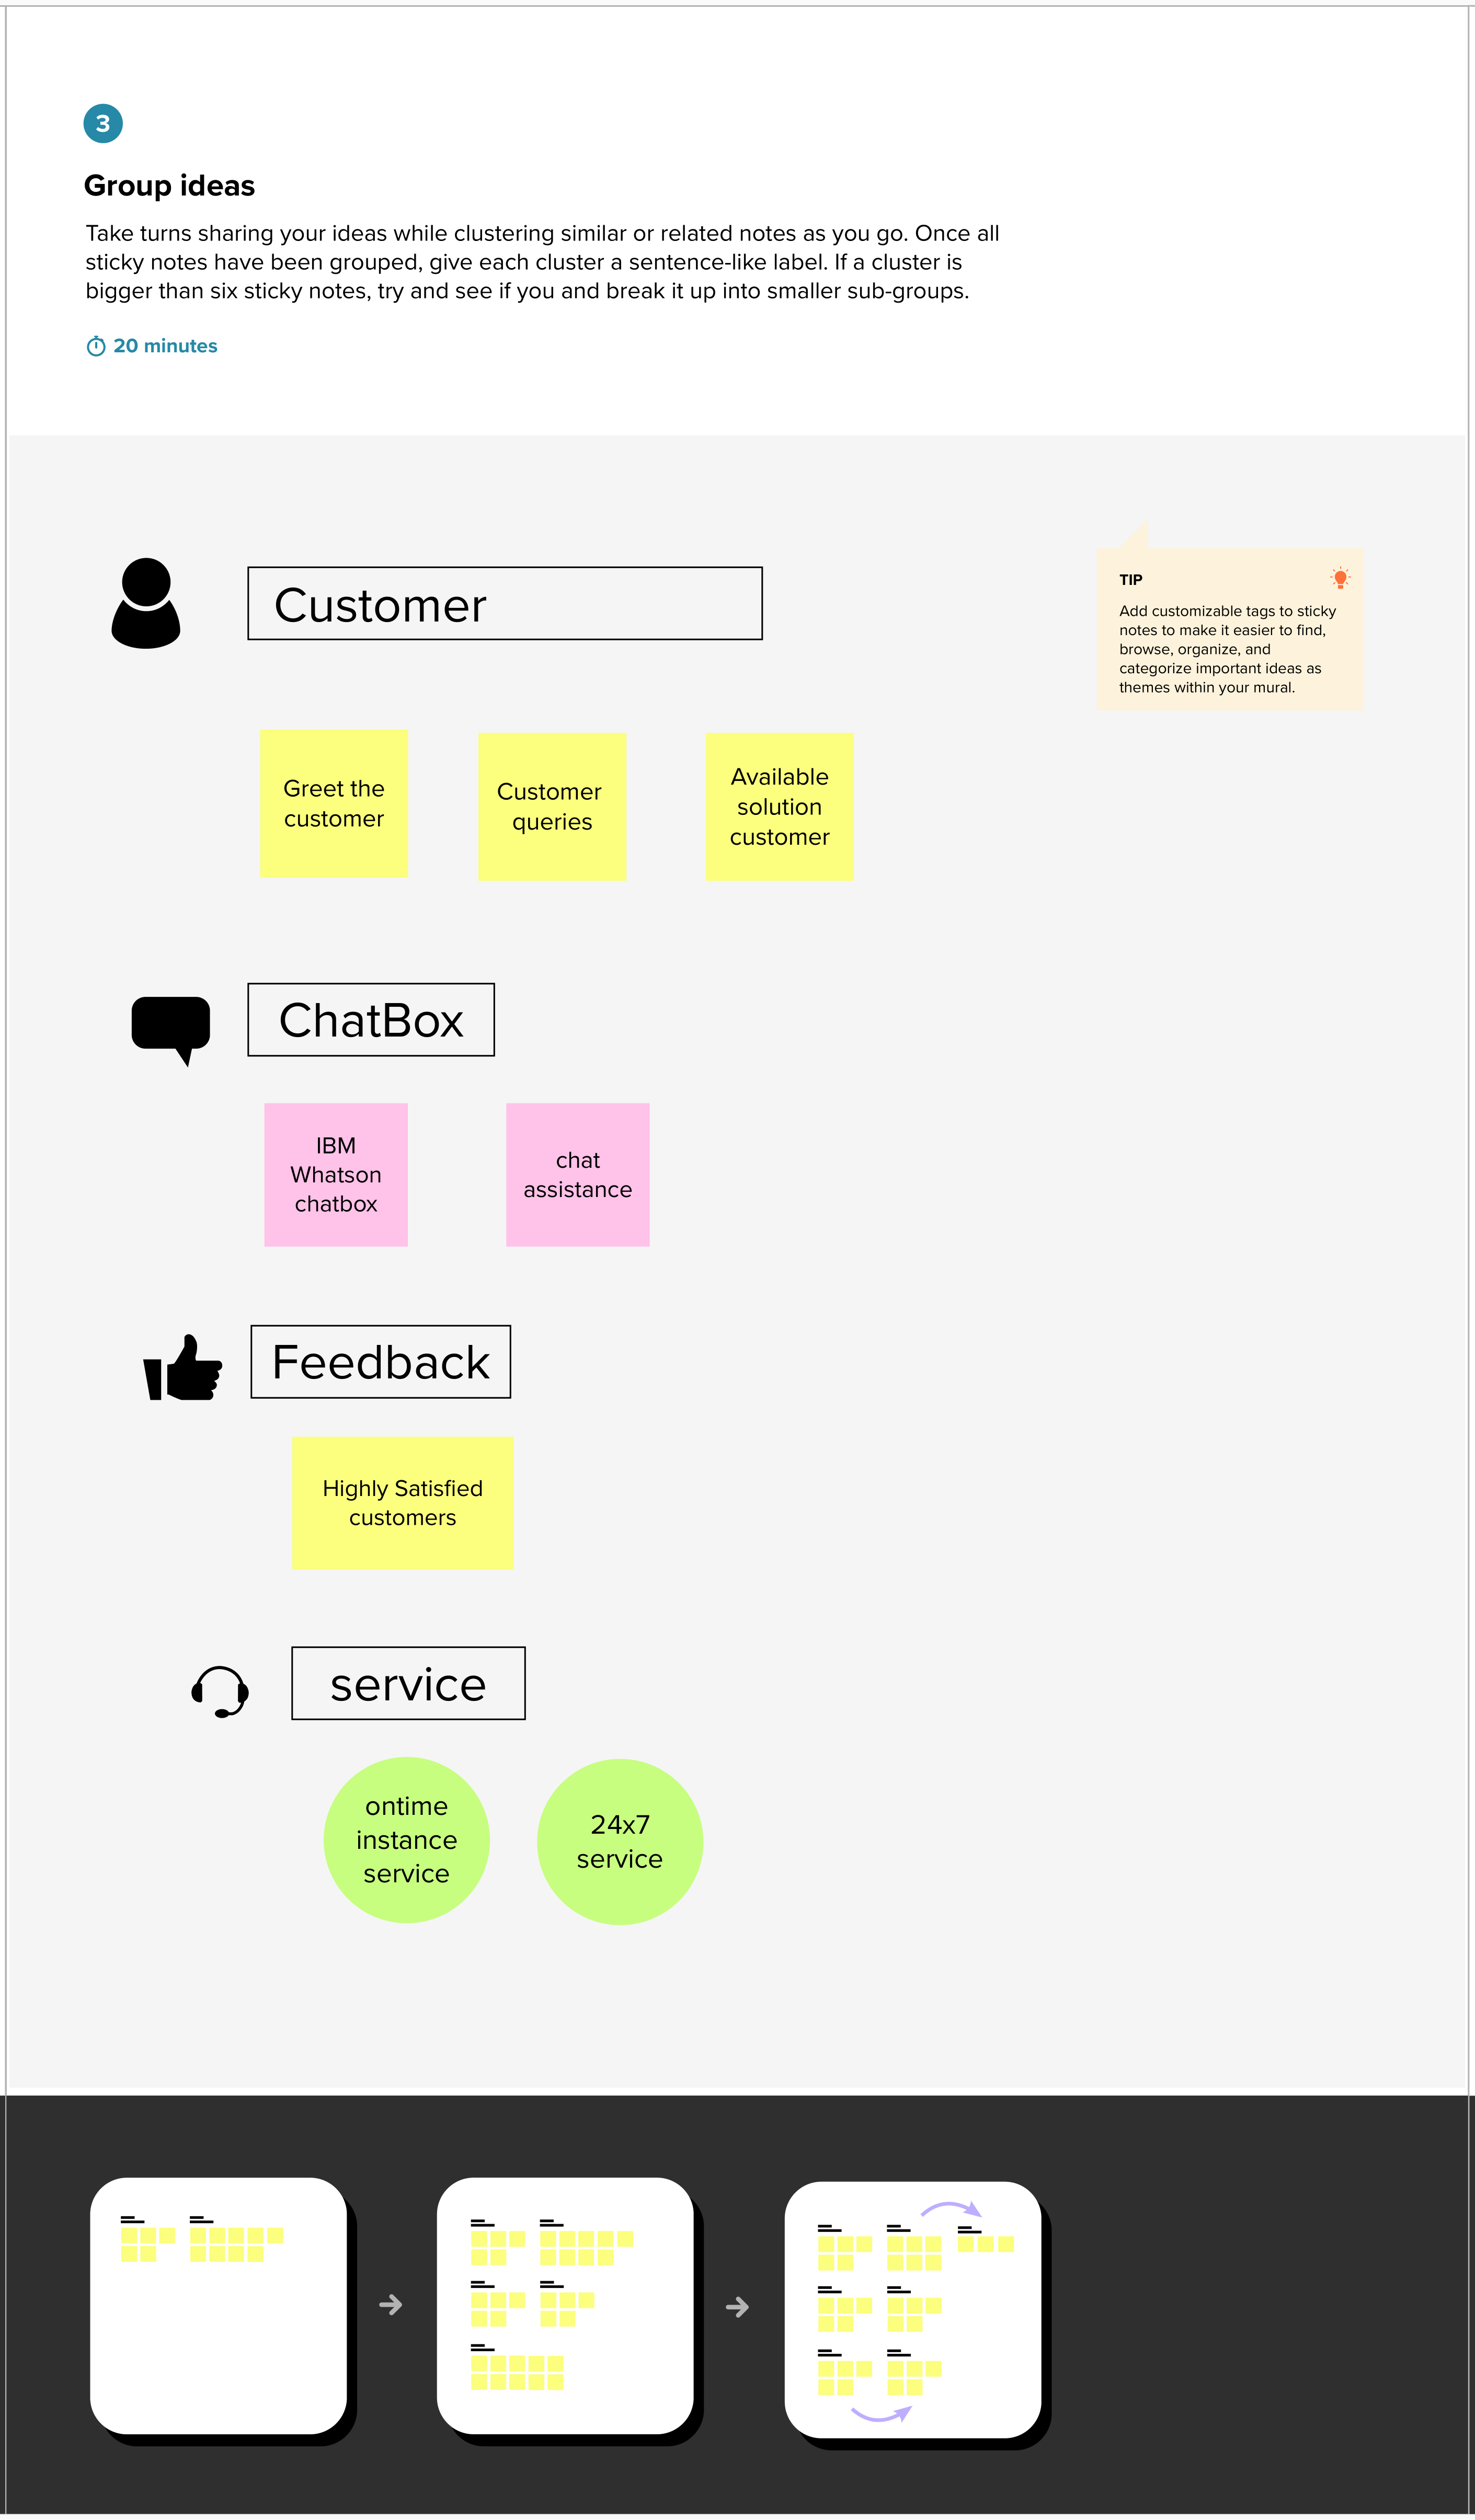 3
Group ideas
Take turns sharing your ideas while clustering similar or related notes as you go. Once all
sticky notes have been grouped, give each cluster a sentence-like label. If a cluster is
bigger than six sticky notes, try and see if you and break it up into smaller sub-groups.
20 minutes
Customer
TIP
Add customizable tags to sticky
notes to make it easier to find,
browse, organize, and
categorize important ideas as
themes within your mural.
Greet the
customer
Customer
queries
Available
solution
customer
ChatBox
IBM
Whatson
chatbox
chat
assistance
Feedback
Highly Satisfied
customers
service
ontime
instance
service
24x7
service